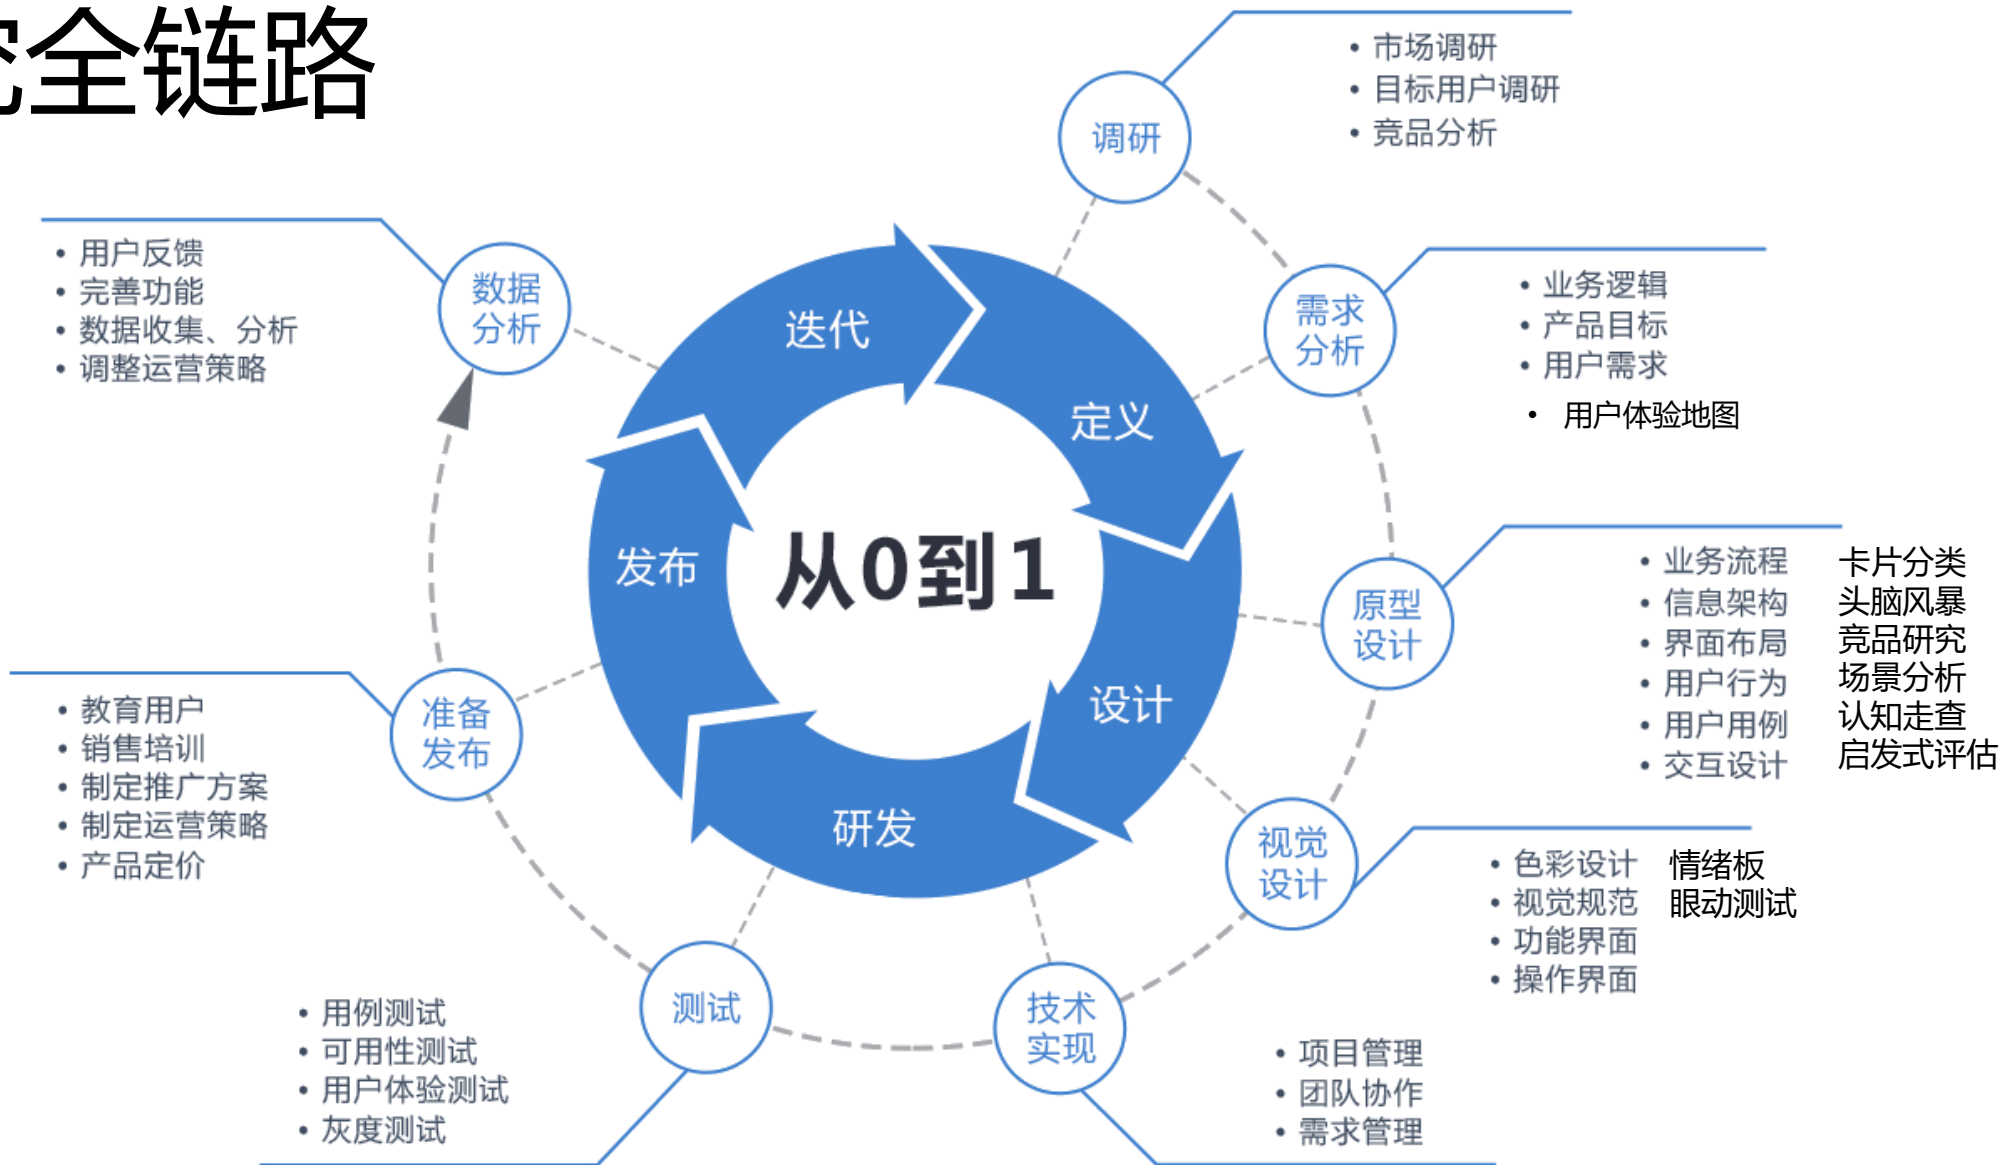 究全链路
调研
• 市场调研
• 目标用户调研
• 竞品分析
需求
分析
• 业务逻辑
• 产品目标
• 用户需求
• 用户体验地图
原型
设计
• 业务流程
• 信息架构
• 界面布局
• 用户行为
• 用户用例
• 交互设计
卡片分类
头脑风暴
竞品研究
场景分析
认知走查
启发式评估
视觉
设计
• 色彩设计
• 视觉规范
• 功能界面
• 操作界面
情绪板
眼动测试
技术
实现
• 项目管理
• 团队协作
• 需求管理
测试
• 用例测试
• 可用性测试
• 用户体验测试
• 灰度测试
准备
发布
• 教育用户
• 销售培训
• 制定推广方案
• 制定运营策略
• 产品定价
数据
分析
• 用户反馈
• 完善功能
• 数据收集、分析
• 调整运营策略
迭代
定义
设计
研发
发布
从0到1